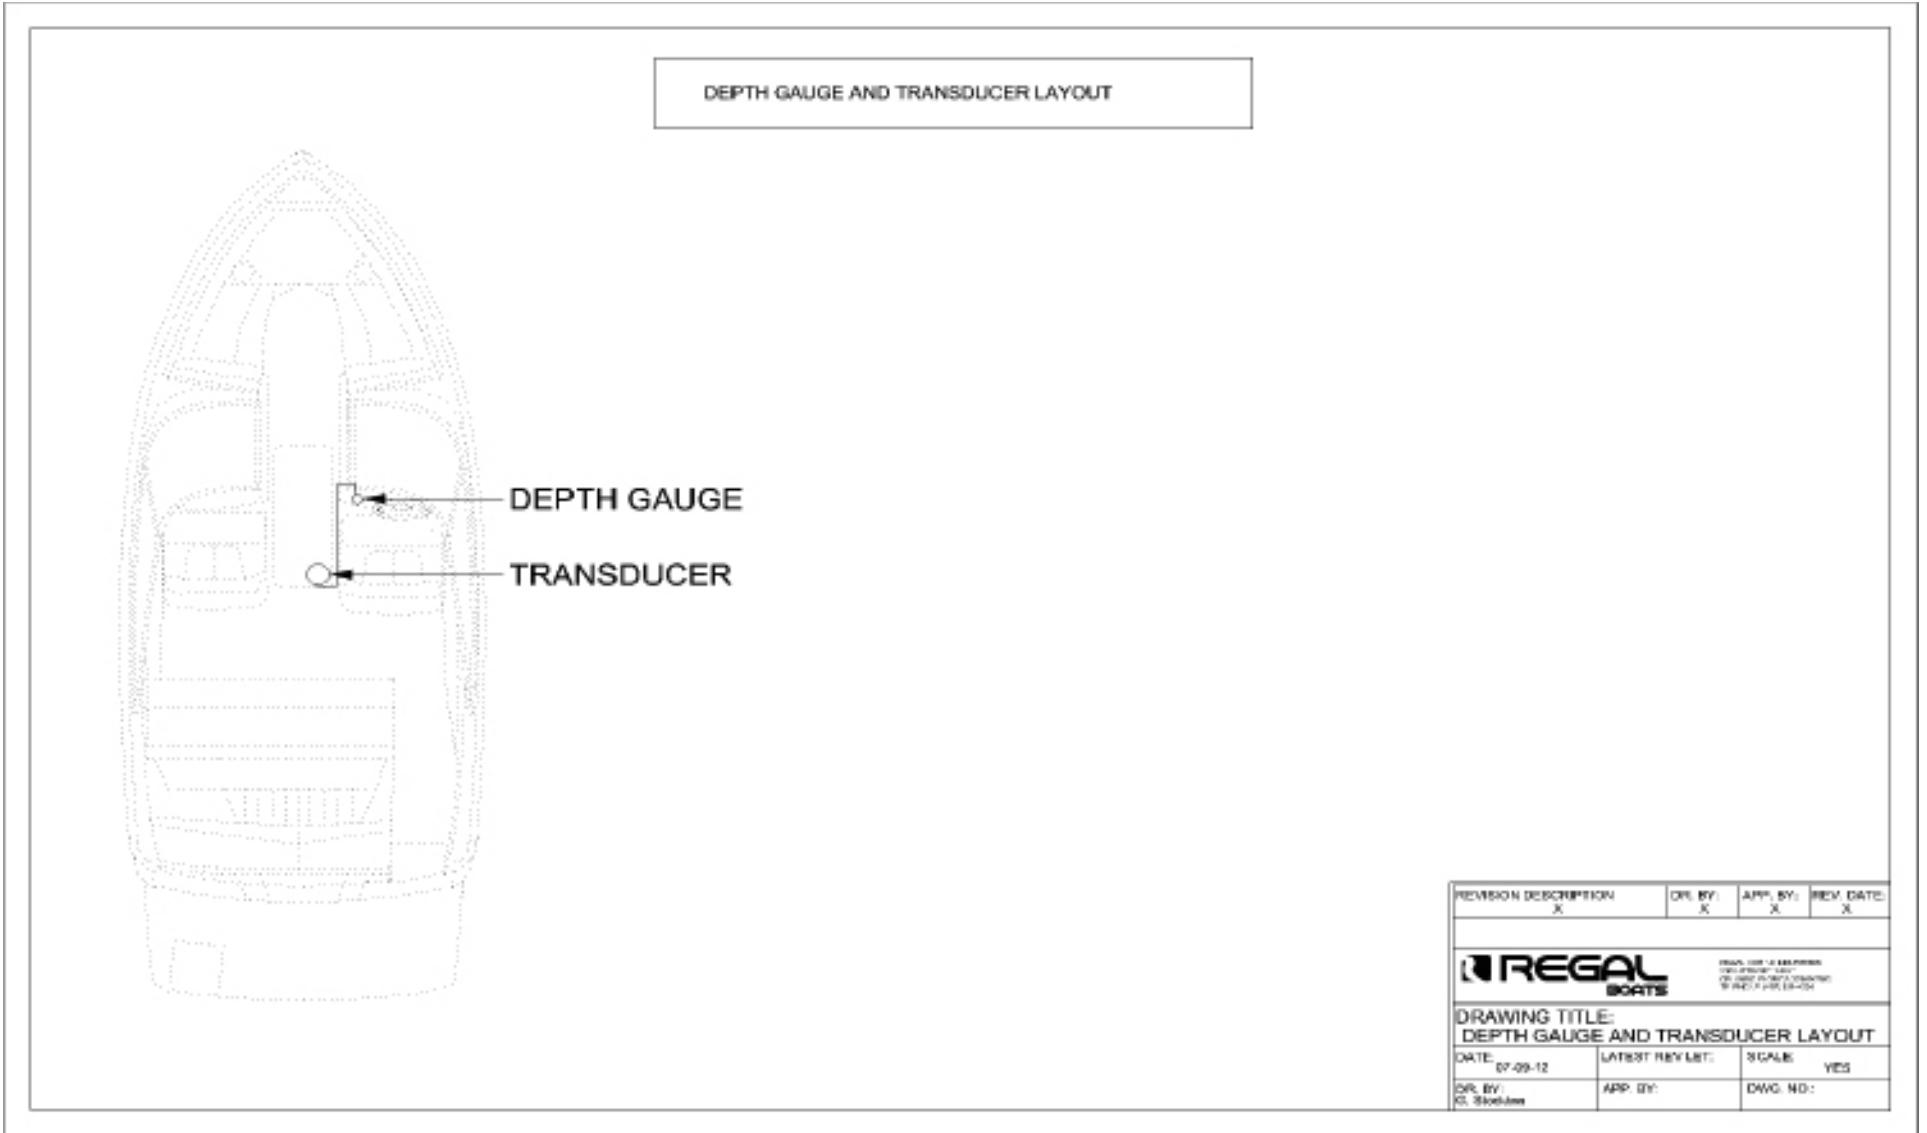 DEPTH GAUGE AND TRANSDUCER LAYOUT
DEPTH GAUGE
TRANSDUCER
REVISION DESCRIPTION
X
DR. BY:
X
APP. BY:
X
REV. DATE:
X
REGAL
BOATS
DRAWING TITLE:
DEPTH GAUGE AND TRANSDUCER LAYOUT
DATE:
07-09-12
LATEST REV LET:
SCALE
YES
DR. BY:
G.
APP. BY:
DWG. NO.: